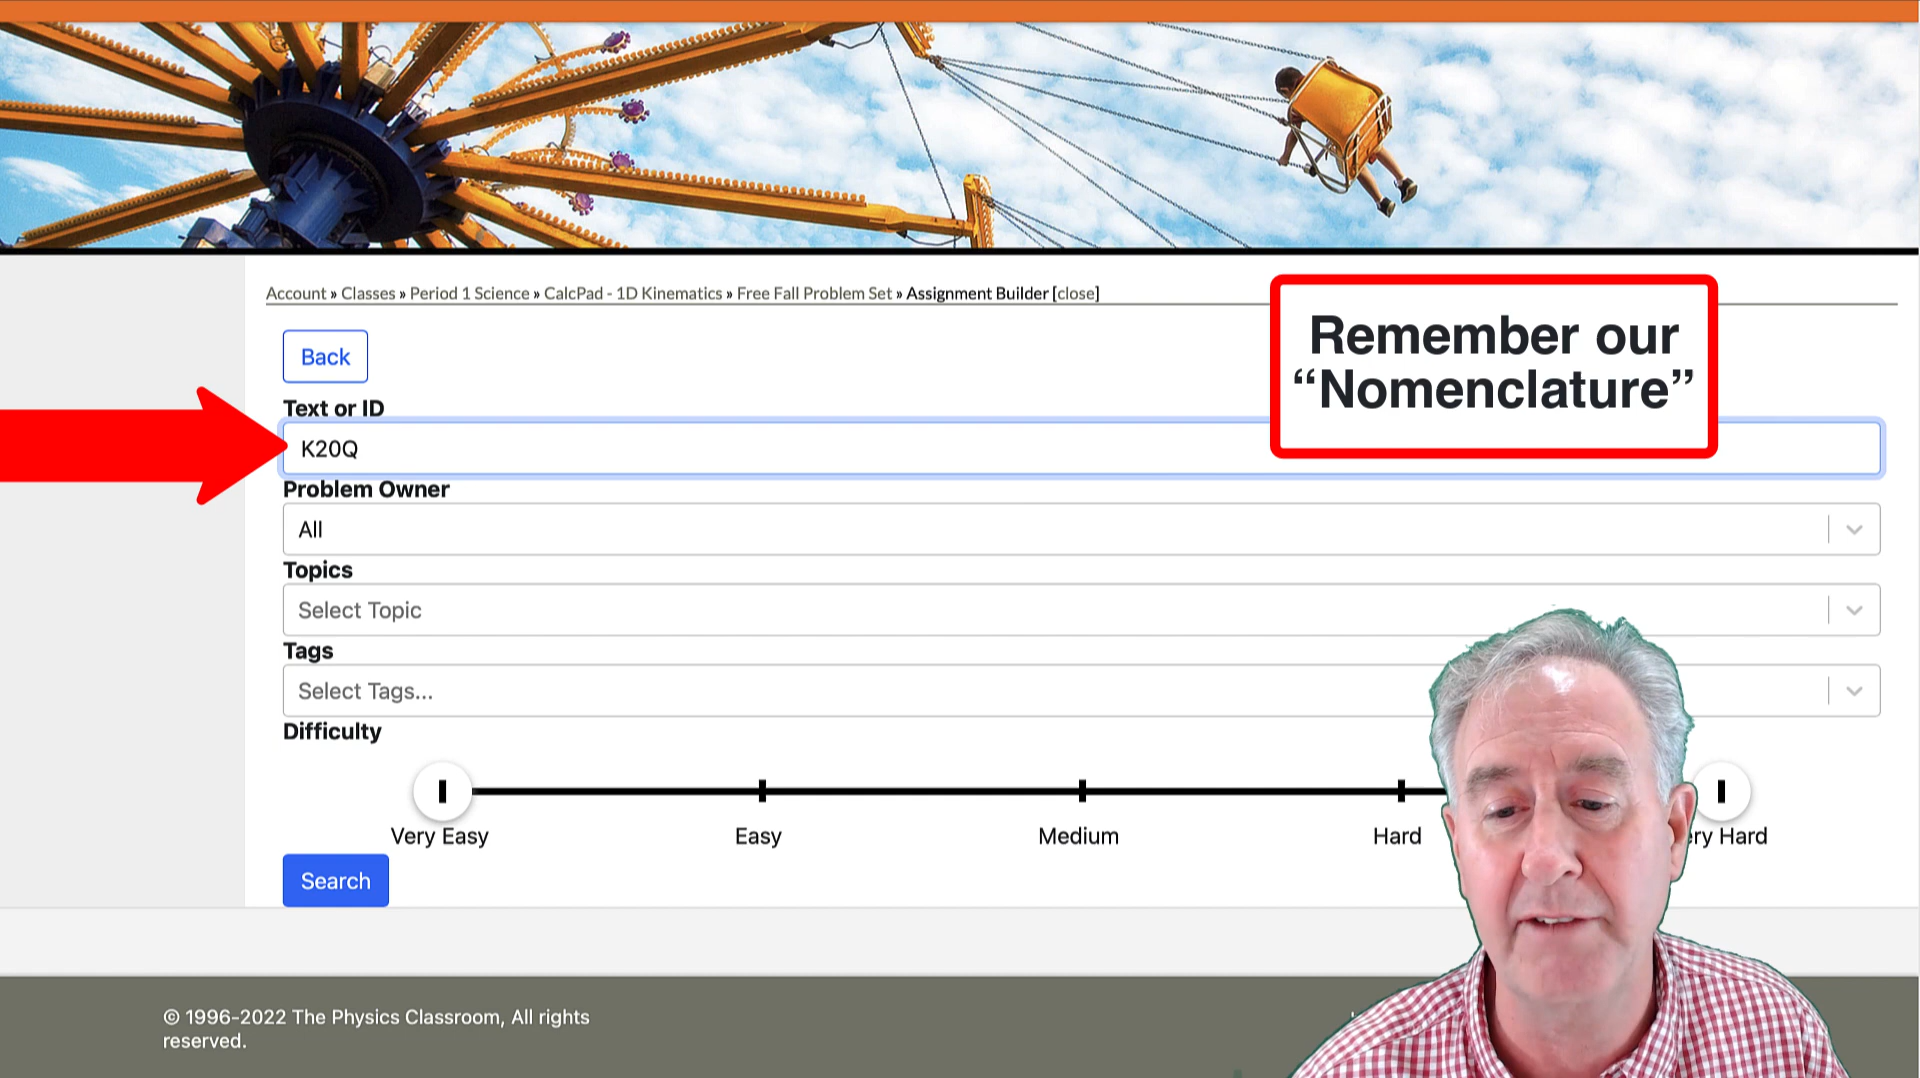 Account » Classes » Period 1 Science » CalcPad - 1D Kinematics » Free Fall Problem Set » Assignment Builder [close]
Remember our
“Nomenclature”
Back
Text or ID
K20Q
Problem Owner
All
Topics
Select Topic
Tags
Select Tags...
Difficulty
Very Easy Easy Medium Hard ery Hard
Search
© 1996-2022 The Physics Classroom, All rights
reserved.